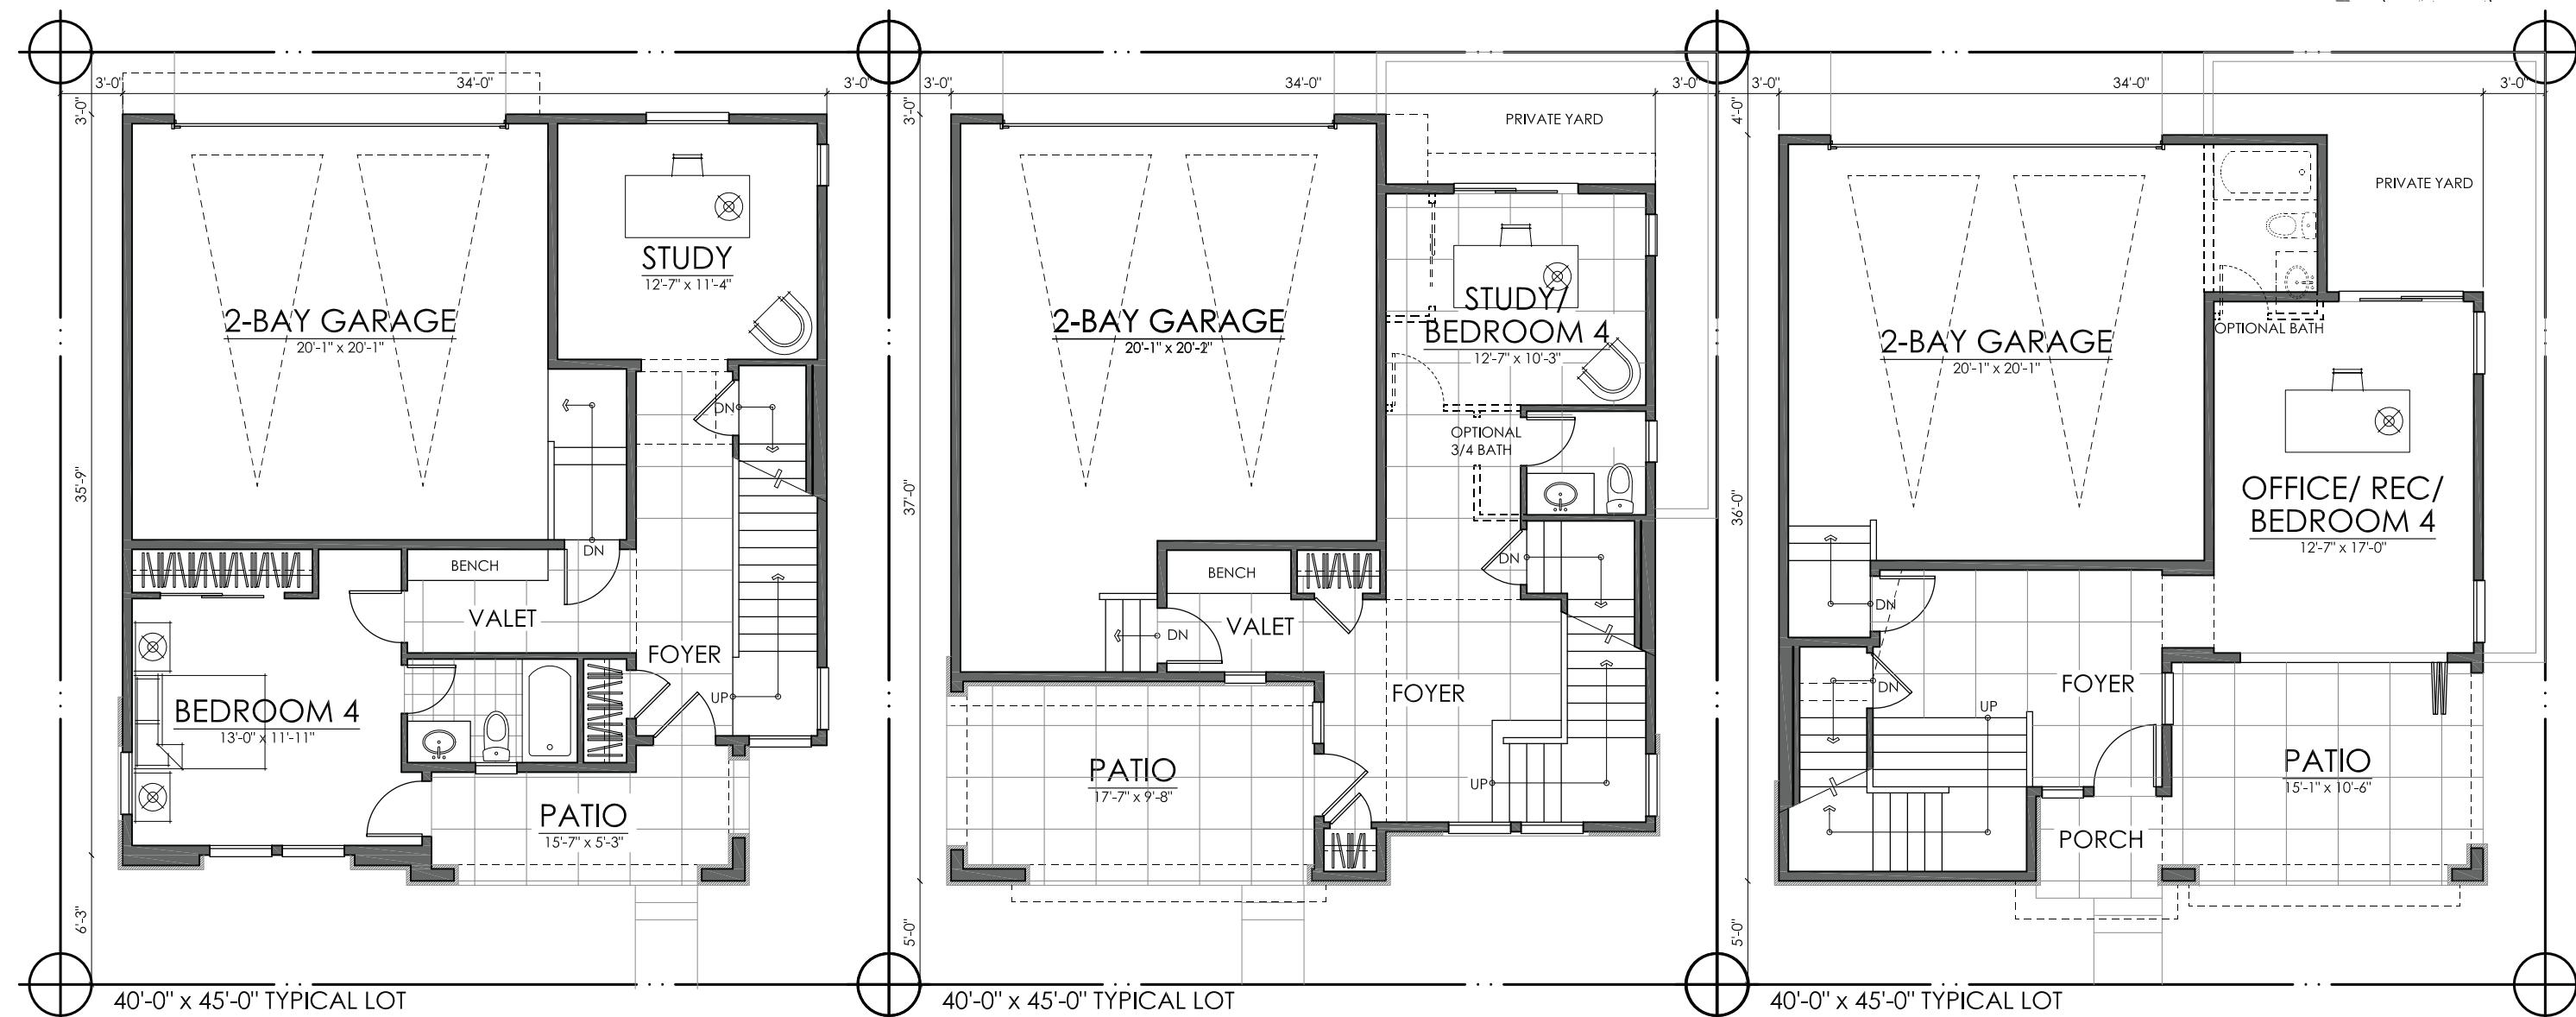 3'-0"
34'-0"
3'-0"
3'-0"
35'-9"
6'-3"
STUDY
12'-7" x 11'-4"
2-BAY GARAGE
20'-1" x 20'-1"
DN
DN
BENCH
VALET
FOYER
UP
BEDROOM 4
13'-0" x 11'-11"
PATIO
15'-7" x 5'-3"
40'-0" x 45'-0" TYPICAL LOT
3'-0"
34'-0"
3'-0"
3'-0"
37'-0"
5'-0"
PRIVATE YARD
STUDY/
BEDROOM 4
12'-7" x 10'-3"
2-BAY GARAGE
OPTIONAL
3/4 BATH
DN
BENCH
VALET
DN
FOYER
UP
PATIO
17'-7" x 9'-8"
40'-0" x 45'-0" TYPICAL LOT
3'-0"
34'-0"
3'-0"
4'-0"
36'-0"
5'-0"
PRIVATE YARD
OPTIONAL BATH
2-BAY GARAGE
20'-1" x 20'-1"
OFFICE/ REC/
BEDROOM 4
12'-7" x 17'-0"
DN
DN
FOYER
UP
PATIO
15'-1" x 10'-6"
PORCH
40'-0" x 45'-0" TYPICAL LOT